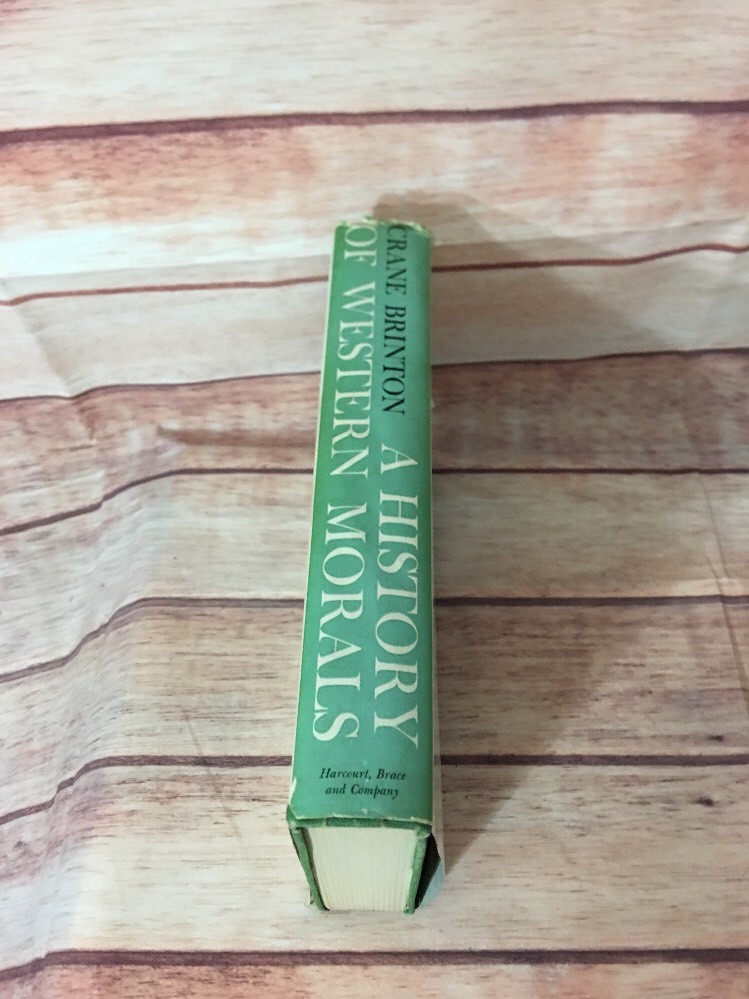 CRANE BRINTON A HISTORY
OF WESTERN MORALS
Harcourt, Brace
and Company